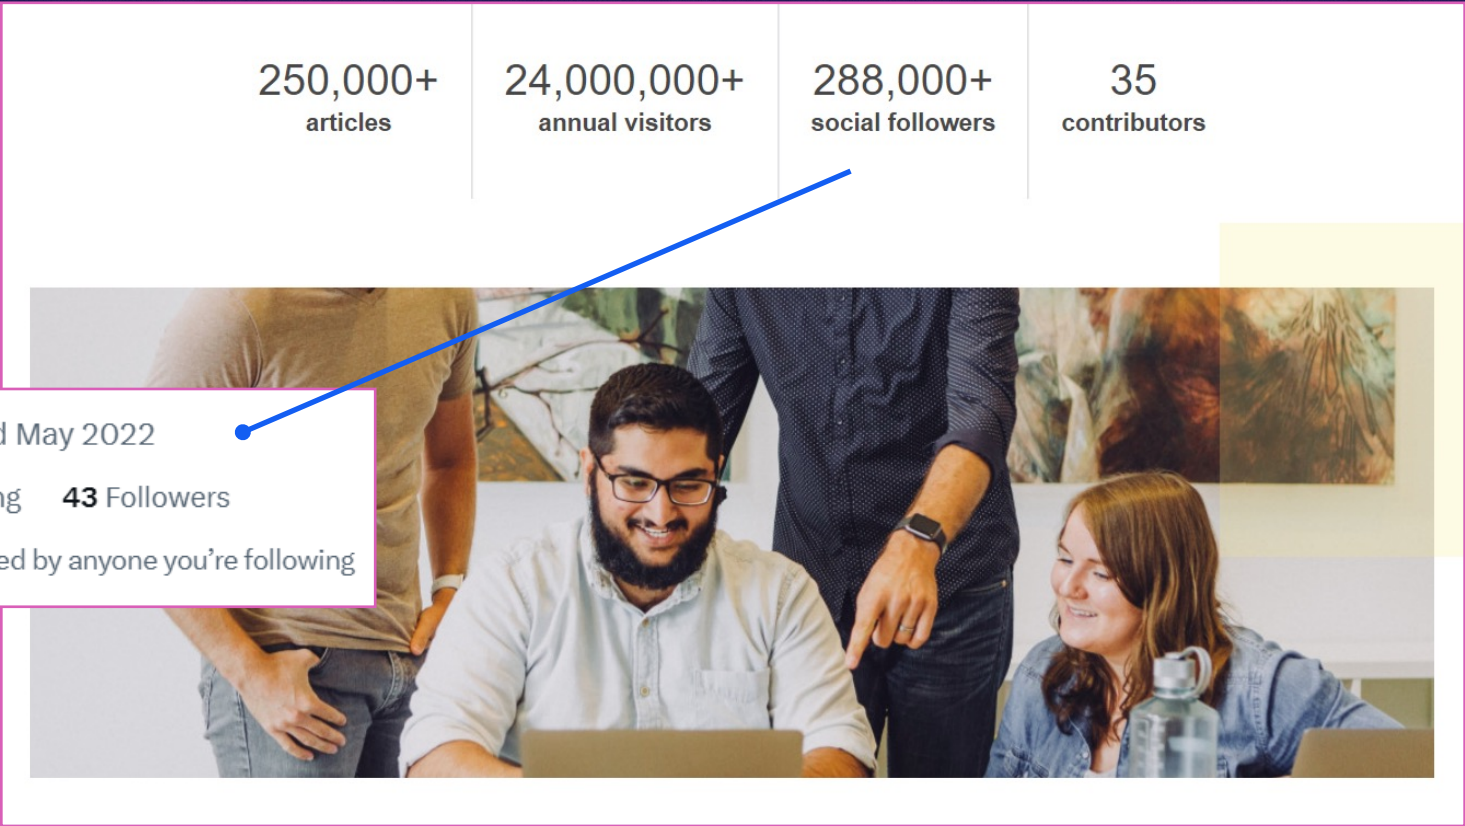 250,000+
articles
24,000,000+
annual visitors
288,000+
social followers
35
contributors
d May 2022
ng 43 Followers
ed by anyone you're following